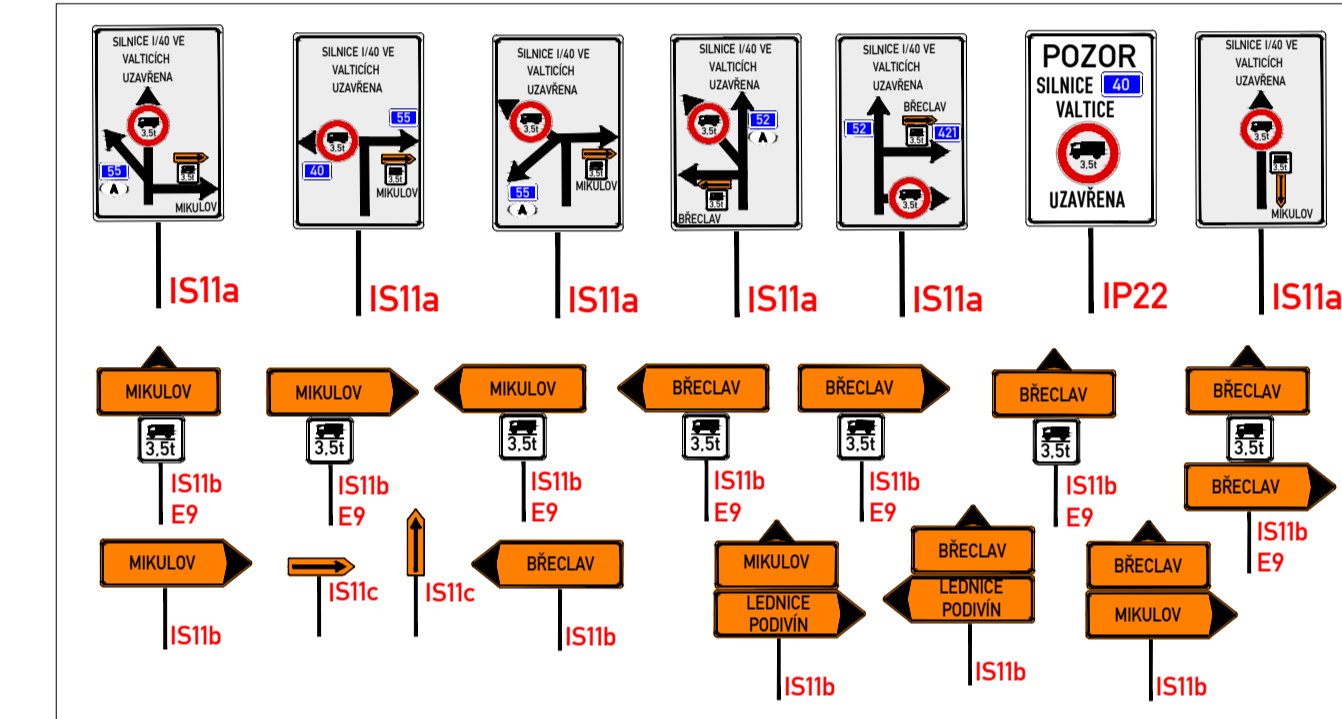 SILNICE I/40 VE
VALTICÍCH
UZAVŘENA
3,5t
55
A
3,5t
MIKULOV
IS11a
SILNICE I/40 VE
VALTICÍCH
UZAVŘENA
55
3,5t
40
3,5t
MIKULOV
IS11a
SILNICE I/40 VE
VALTICÍCH
UZAVŘENA
3,5t
3,5t
55
MIKULOV
A
IS11a
SILNICE I/40 VE
VALTICÍCH
UZAVŘENA
52
A
3,5t
3,5t
BŘECLAV
IS11a
SILNICE I/40 VE
VALTICÍCH
UZAVŘENA
BŘECLAV
52
3,5t
421
3,5t
IS11a
POZOR
SILNICE 40
VALTICE
3,5t
UZAVŘENA
IP22
SILNICE I/40 VE
VALTICÍCH
UZAVŘENA
3,5t
3,5t
MIKULOV
IS11a
MIKULOV
3,5t
IS11b
E9
MIKULOV
3,5t
IS11b
E9
MIKULOV
3,5t
IS11b
E9
BŘECLAV
3,5t
IS11b
E9
BŘECLAV
3,5t
IS11b
E9
BŘECLAV
3,5t
IS11b
E9
BŘECLAV
3,5t
BŘECLAV
IS11b
E9
MIKULOV
IS11b
IS11c
IS11c
BŘECLAV
IS11b
MIKULOV
LEDNICE
PODIVÍN
IS11b
BŘECLAV
LEDNICE
PODIVÍN
IS11b
BŘECLAV
MIKULOV
IS11b